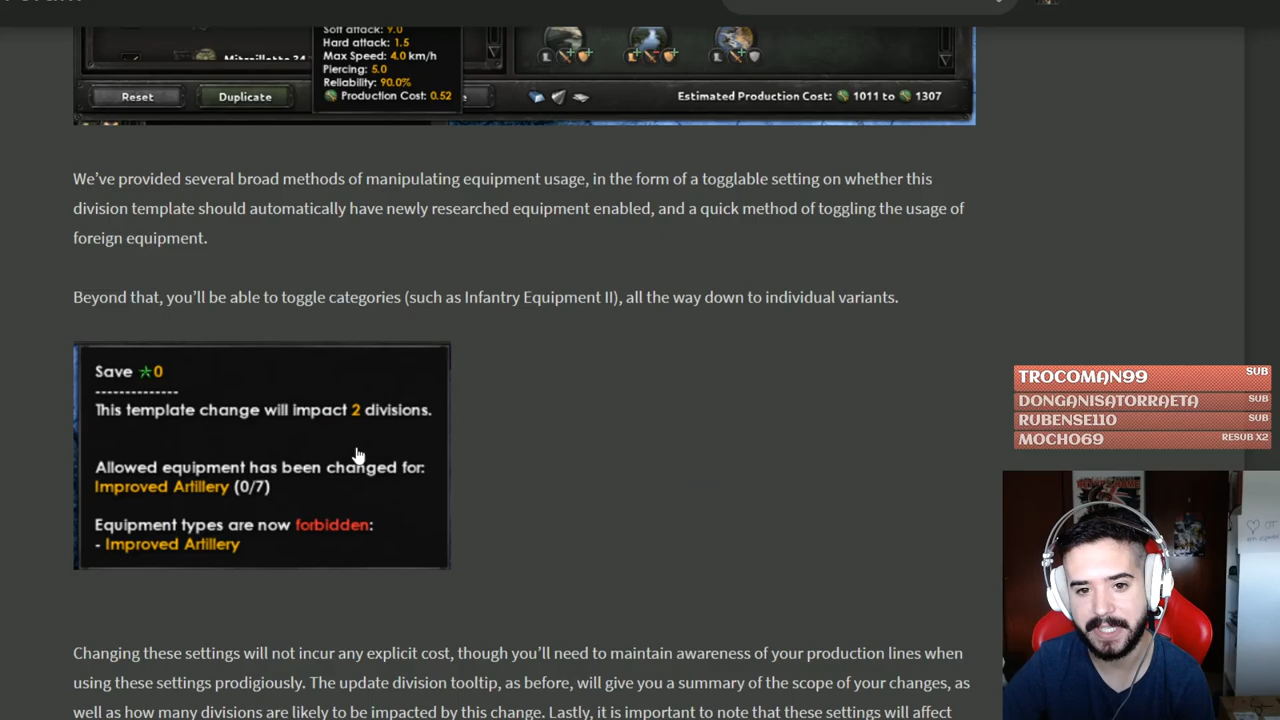 Soft attack: 9.0
Hard attack: 1.5
Max Speed: 4.0 km/h
Piercing: 5.0
Reliability: 90.0%
Production Cost: 0.52
Reset
Duplicate
Estimated Production Cost: 1011 to 1307
We've provided several broad methods of manipulating equipment usage, in the form of a togglable setting on whether this
division template should automatically have newly researched equipment enabled, and a quick method of toggling the usage of
foreign equipment.
Beyond that, you'll be able to toggle categories (such as Infantry Equipment II), all the way down to individual variants.
Save 0
--------------
This template change will impact 2 divisions.
Allowed equipment has been changed for:
Improved Artillery (0/7)
Equipment types are now forbidden:
- Improved Artillery
TROCOMAN99 SUB
DONGANISATORRAETA SUB
RUBENSE110 SUB
MOCHO69 RESUB X2
Changing these settings will not incur any explicit cost, though you'll need to maintain awareness of your production lines when
using these settings prodigiously. The update division tooltip, as before, will give you a summary of the scope of your changes, as
well as how many divisions are likely to be impacted by this change. Lastly, it is important to note that these settings will affect